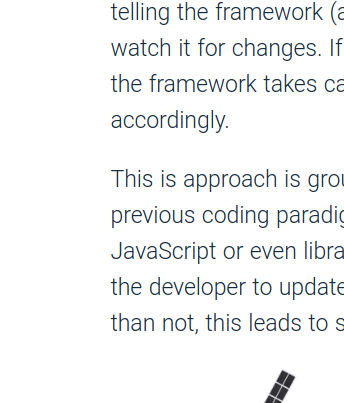 telling the framework (a
watch it for changes. If
the framework takes ca
accordingly.
This is approach is grou
previous coding paradig
JavaScript or even libra
the developer to update
than not, this leads to s